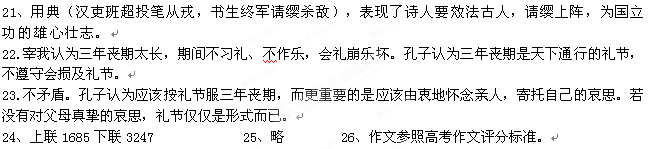 21、用典（汉克班超投笔从戎，书生终军请缨杀敌），表现了诗人要效法古人，请缨上阵，为国立
功的雄心壮志。
22.宰我认为三年丧期太长，期间不习礼、不作乐，会礼崩乐坏。孔子认为三年丧期是天下通行的礼节，
不遵守会损及礼节。
23.不矛盾。孔子认为应该按礼节服三年丧期，而更重要的是应该由衷地怀念亲人，寄托自己的哀思。若
没有对父母真挚的哀思，礼节仅仅是形式而已。
24、上联 1685 下联 3247 25、略 26、作文参照高考作文评分标准。